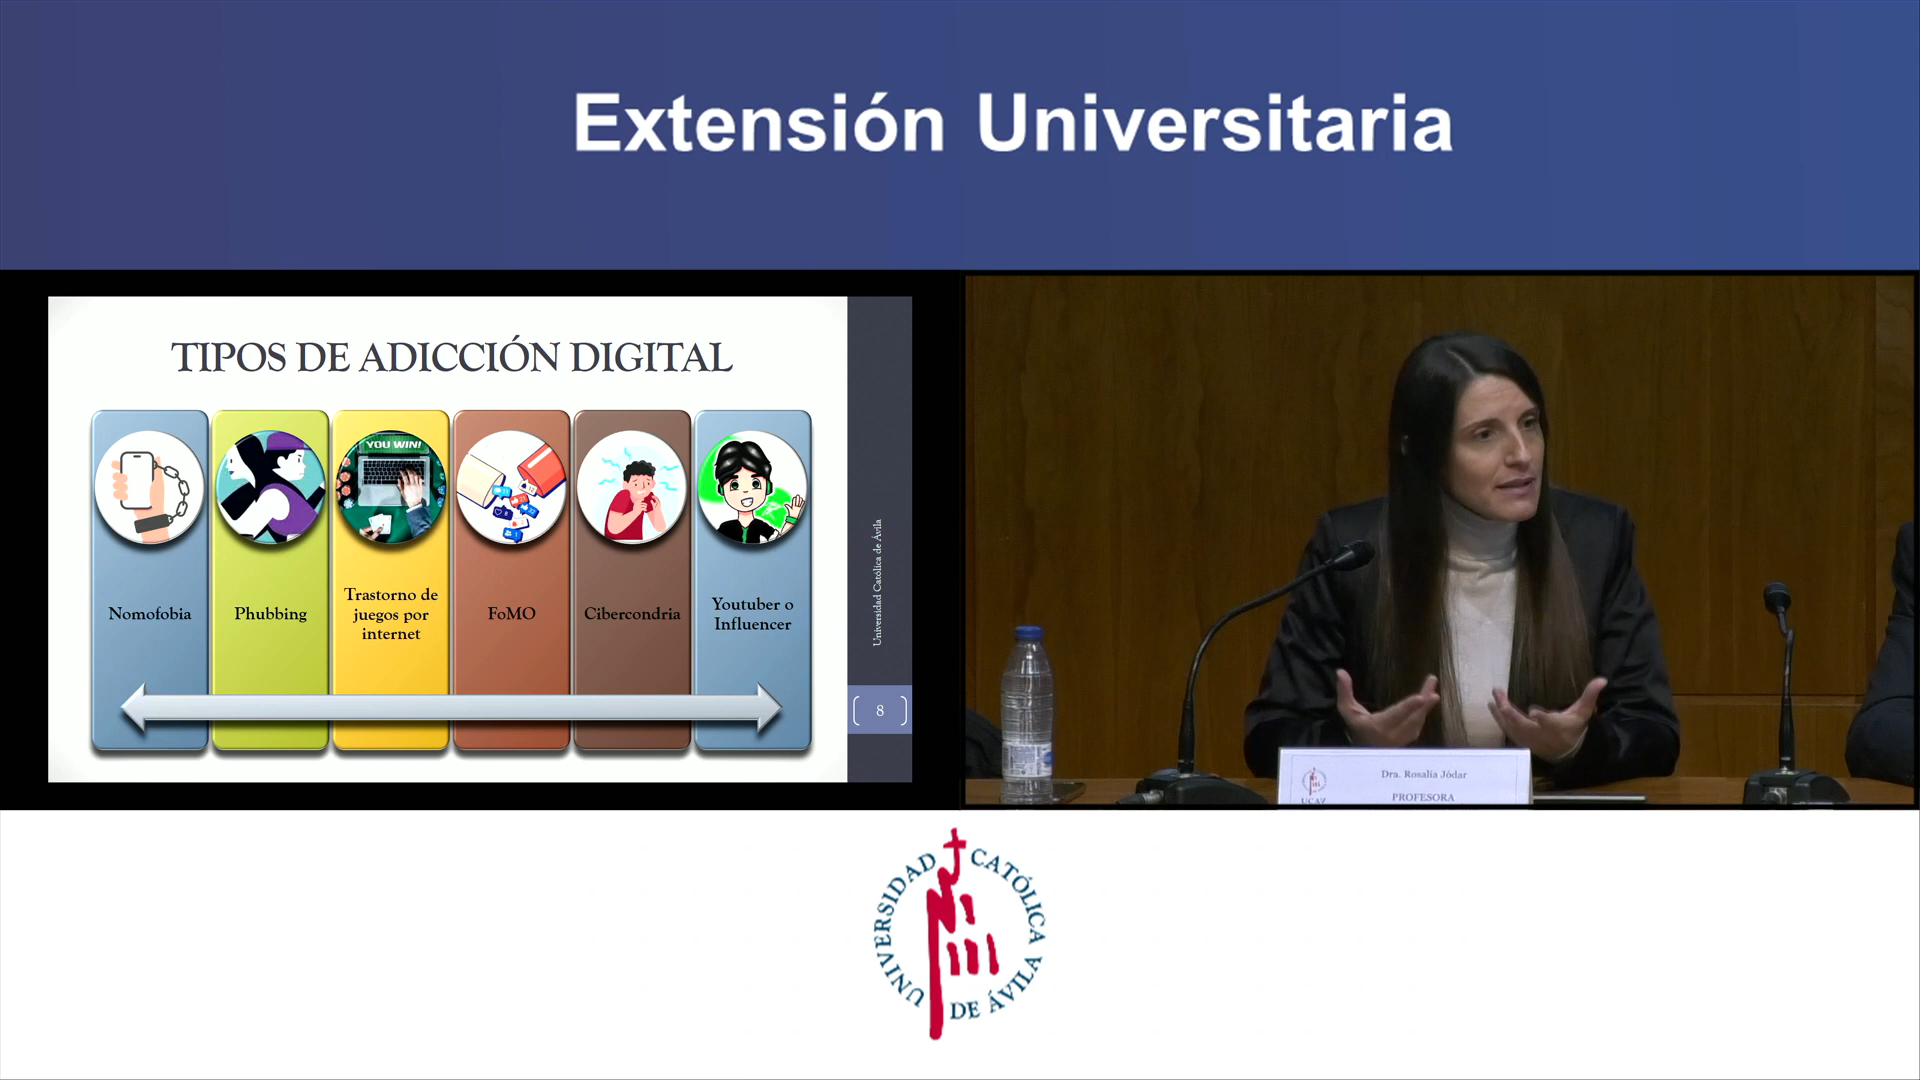 Extensión Universitaria
TIPOS DE ADICCIÓN DIGITAL
YOU WIN!
Nomofobia
Phubbing
Trastorno de
juegos por
internet
FoMO
Cibercondria
Youtuber o
Influencer
Universidad Católica de Ávila
8
Dra. Rosalía Jódar
PROFESORA
UCAV
UNIVERSIDAD CATÓLICA DE ÁVILA